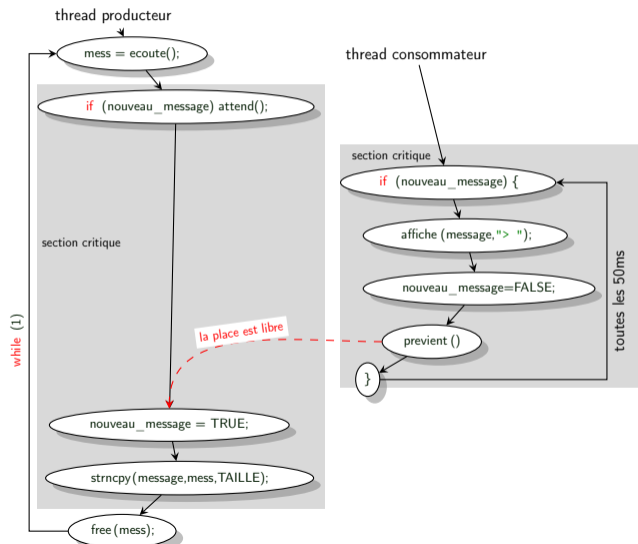 thread producteur
mess = ecoute();
if (nouveau_message) attend();
section critique
while (1)
la place est libre
nouveau_message = TRUE;
strncpy(message,mess,TAILLE);
free(mess);
thread consommateur
section critique
if (nouveau_message) {
affiche(message,"> ");
nouveau_message=FALSE;
previent()
}
toutes les 50ms